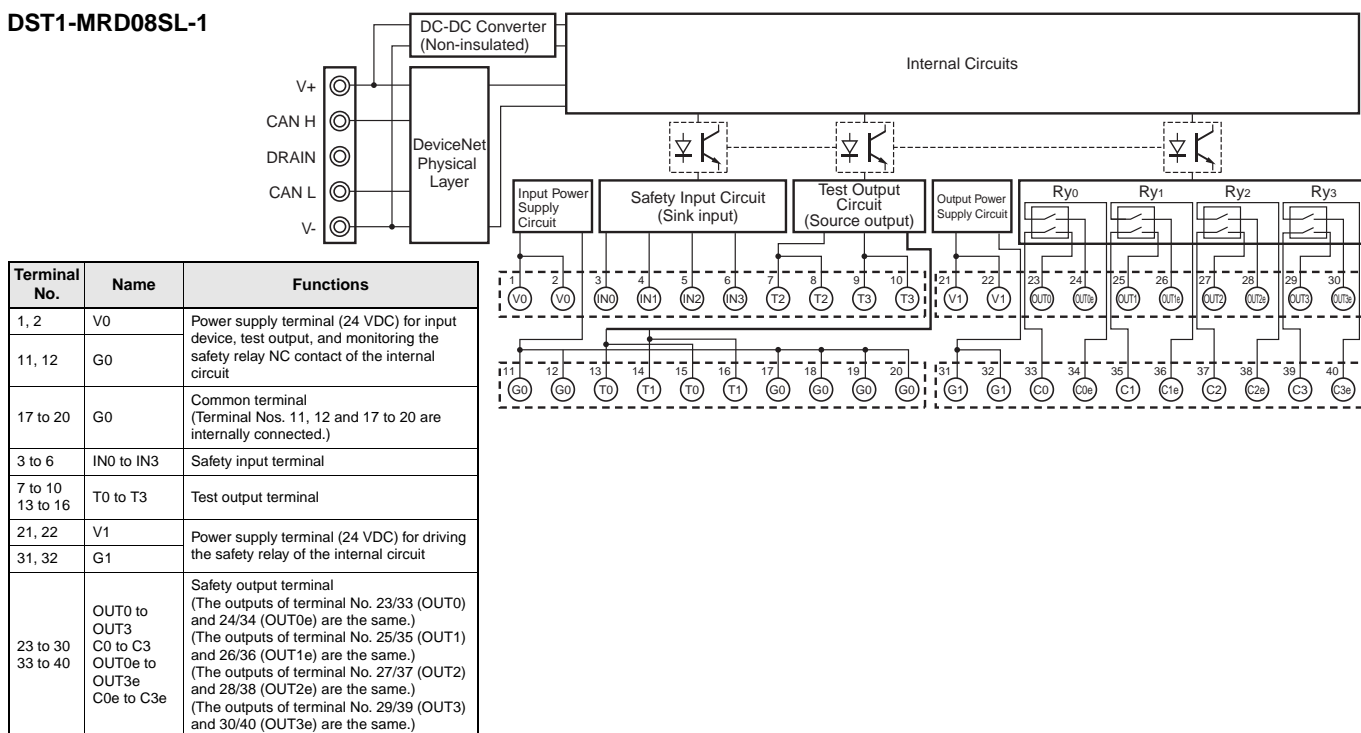 DST1-MRD08SL-1
DC-DC Converter
(Non-insulated)
Internal Circuits
V+
CAN H
DRAIN
CAN L
V-
DeviceNet
Physical
Layer
Input Power
Supply
Circuit
Safety Input Circuit
(Sink input)
Test Output
Circuit
(Source output)
Output Power
Supply Circuit
Ry0 Ry1 Ry2 Ry3
1 2 3 4 5 6 7 8 9 10 21 22 23 24 25 26 27 28 29 30
V0 V0 IN0 IN1 IN2 IN3 T2 T2 T3 T3 V1 V1 OUT0 OUT0e OUT1 OUT1e OUT2 OUT2e OUT3 OUT3e
11 12 13 14 15 16 17 18 19 20 31 32 33 34 35 36 37 38 39 40
G0 G0 T0 T1 T0 T1 G0 G0 G0 G0 G1 G1 C0 C0e C1 C1e C2 C2e C3 C3e
Terminal
No.
Name
Functions
1, 2
V0
11, 12
G0
Power supply terminal (24 VDC) for input
device, test output, and monitoring the
safety relay NC contact of the internal
circuit
17 to 20
G0
Common terminal
(Terminal Nos. 11, 12 and 17 to 20 are
internally connected.)
3 to 6
IN0 to IN3
Safety input terminal
7 to 10
13 to 16
T0 to T3
Test output terminal
21, 22
V1
31, 32
G1
Power supply terminal (24 VDC) for driving
the safety relay of the internal circuit
23 to 30
33 to 40
OUT0 to
OUT3
C0 to C3
OUT0e to
OUT3e
C0e to C3e
Safety output terminal
(The outputs of terminal No. 23/33 (OUT0)
and 24/34 (OUT0e) are the same.)
(The outputs of terminal No. 25/35 (OUT1)
and 26/36 (OUT1e) are the same.)
(The outputs of terminal No. 27/37 (OUT2)
and 28/38 (OUT2e) are the same.)
(The outputs of terminal No. 29/39 (OUT3)
and 30/40 (OUT3e) are the same.)